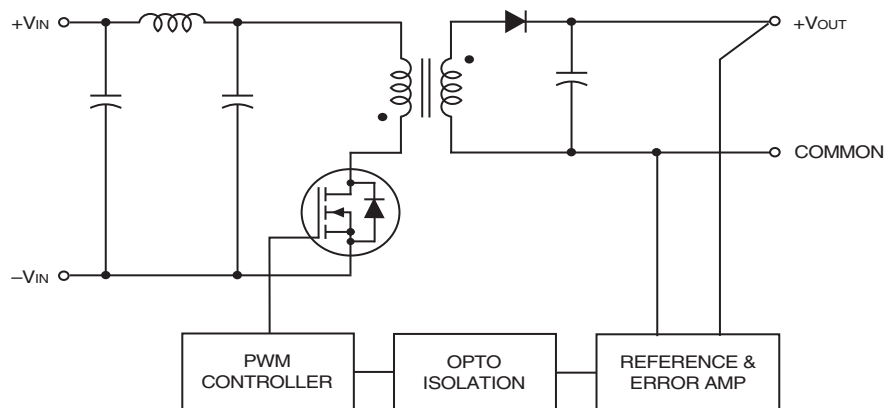 +VIN
+VOUT
COMMON
–VIN
PWM
CONTROLLER
OPTO
ISOLATION
REFERENCE &
ERROR AMP